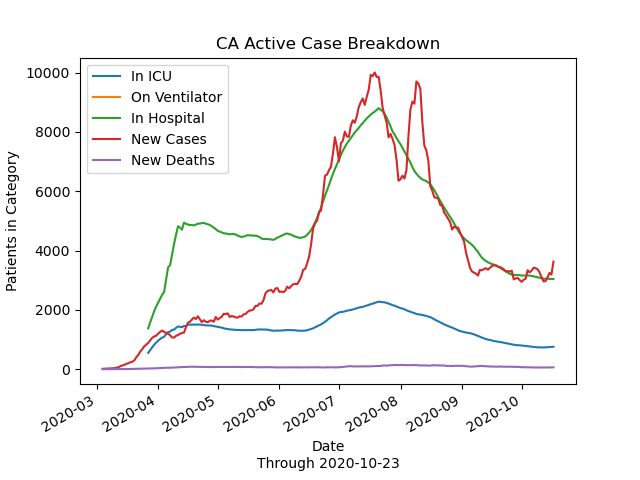 CA Active Case Breakdown
In ICU
On Ventilator
In Hospital
New Cases
New Deaths
Patients in Category
10000
8000
6000
4000
2000
0
2020-03
2020-04
2020-05
2020-06
2020-07
2020-08
2020-09
2020-10
Date
Through 2020-10-23